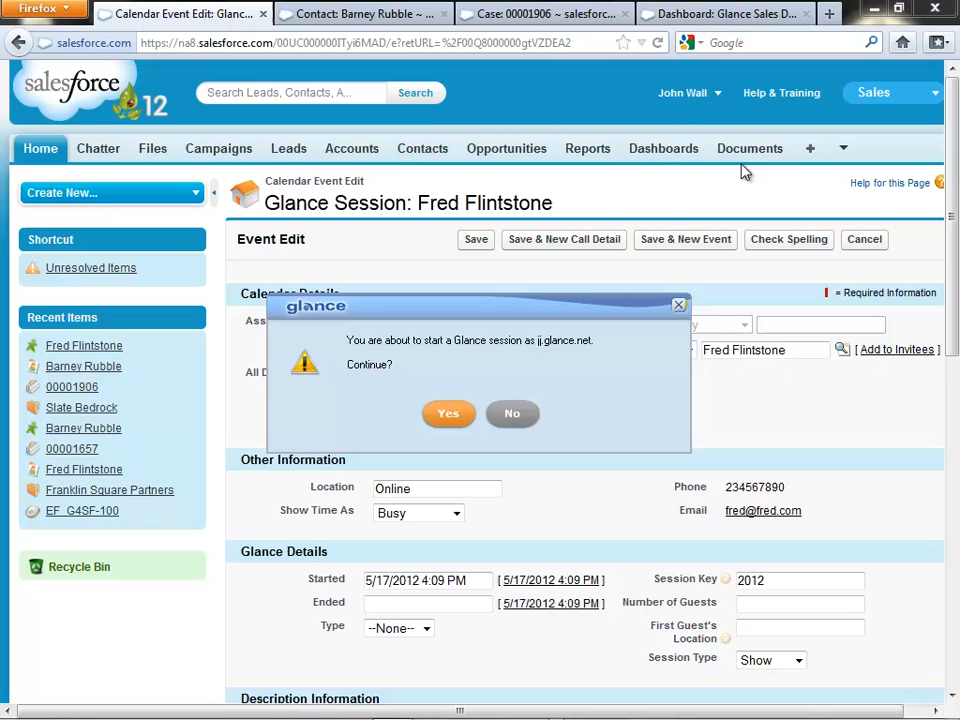 Firefox
Calendar Event Edit: Glanc...
Contact: Barney Rubble ~ ...
Case: 00001906 ~ salesforc...
Dashboard: Glance Sales D...
salesforce.com
https://na8.salesforce.com/00UC000000ITyi6MAD/e?retURL=%2F00Q8000000gtVZDEA2
Google
salesforce
12
Search Leads, Contacts, A...
Search
John Wall
Help & Training
Sales
Home
Chatter
Files
Campaigns
Leads
Accounts
Contacts
Opportunities
Reports
Dashboards
Documents
+
Create New...
Calendar Event Edit
Glance Session: Fred Flintstone
Help for this Page
Shortcut
Unresolved Items
Event Edit
Save
Save & New Call Detail
Save & New Event
Check Spelling
Cancel
Recent Items
Fred Flintstone
Barney Rubble
00001906
Slate Bedrock
Barney Rubble
00001657
Fred Flintstone
Franklin Square Partners
EF_G4SF-100
Recycle Bin
Calendar Details
= Required Information
Ass
Fred Flintstone
[ Add to Invitees ]
All D
glance
You are about to start a Glance session as jj.glance.net.
Continue?
Yes
No
Other Information
Location
Online
Phone
234567890
Show Time As
Busy
Email
fred@fred.com
Glance Details
Started
5/17/2012 4:09 PM
[ 5/17/2012 4:09 PM ]
Session Key
2012
Ended
[ 5/17/2012 4:09 PM ]
Number of Guests
Type
--None--
First Guest's
Location
Session Type
Show
Description Information